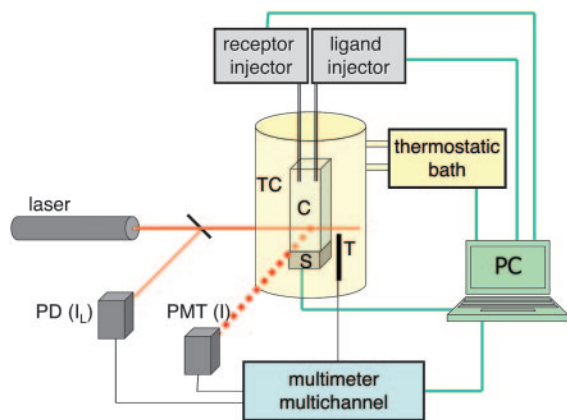 receptor
injector
ligand
injector
thermostatic
bath
TC
C
laser
T
S
PC
PD (I_L)
PMT (I)
multimeter
multichannel